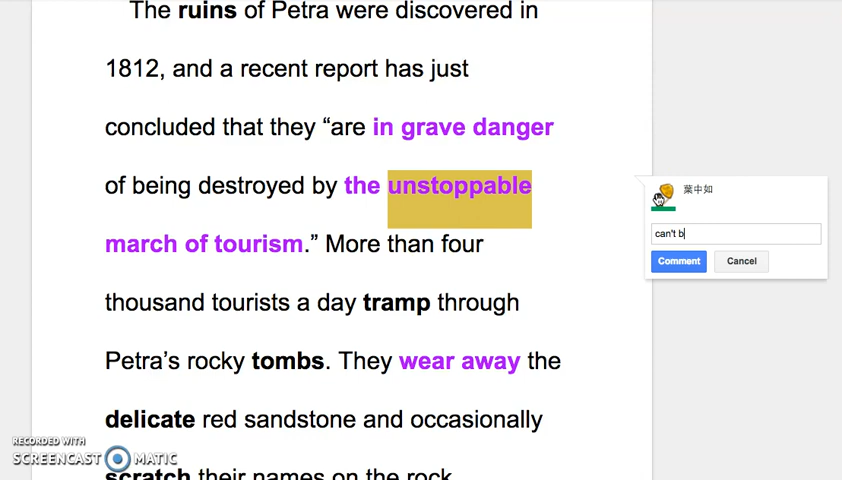 The ruins of Petra were discovered in
1812, and a recent report has just
concluded that they “are in grave danger
of being destroyed by the unstoppable
march of tourism.” More than four
thousand tourists a day tramp through
Petra’s rocky tombs. They wear away the
delicate red sandstone and occasionally
scratch their names on the rock
葉中如
can't b
Comment Cancel
RECORDED WITH
SCREENCAST MATIC